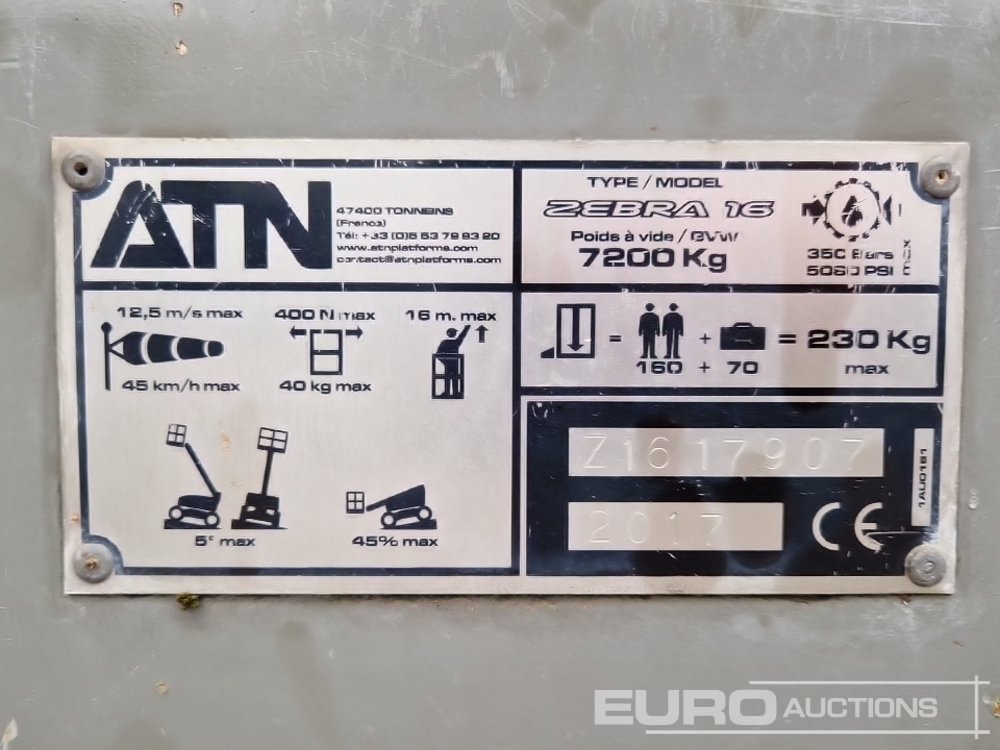 ATN
47400 TONNEINS
(France)
Tél: +33 (0)5 53 79 83 20
www.atnplatforms.com
contact@atnplatforms.com
TYPE / MODEL
ZEBRA 16
Poids à vide / GVW
7200 Kg
350 Bars
5060 PSI
max
12,5 m/s max
45 km/h max
400 N max
40 kg max
16 m. max
5° max
45% max
= + = 230 Kg
160 + 70 max
Z1617907
2017
CE
1AU0181
EURO AUCTIONS